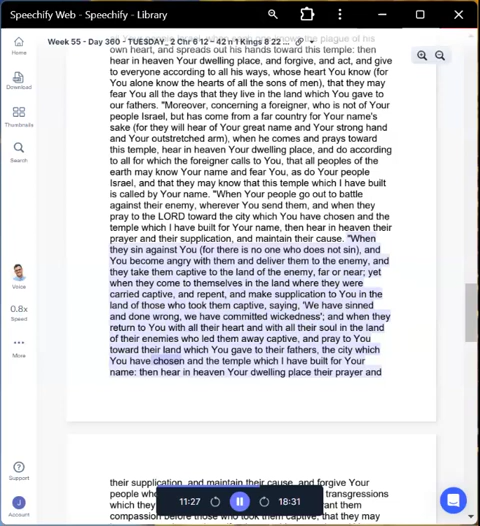 Speechify Web - Speechify - Library
Week 55 - Day 360 - TUESDAY_ 2 Chr 6 12 – 42 n 1 Kings 8 22 ...
own heart, and spreads out his hands toward this temple: then
hear in heaven Your dwelling place, and forgive, and act, and give
to everyone according to all his ways, whose heart You know (for
You alone know the hearts of all the sons of men), that they may
fear You all the days that they live in the land which You gave to
our fathers. "Moreover, concerning a foreigner, who is not of Your
people Israel, but has come from a far country for Your name's
sake (for they will hear of Your great name and Your strong hand
and Your outstretched arm), when he comes and prays toward
this temple, hear in heaven Your dwelling place, and do according
to all for which the foreigner calls to You, that all peoples of the
earth may know Your name and fear You, as do Your people
Israel, and that they may know that this temple which I have built
is called by Your name. "When Your people go out to battle
against their enemy, wherever You send them, and when they
pray to the LORD toward the city which You have chosen and the
temple which I have built for Your name, then hear in heaven their
prayer and their supplication, and maintain their cause. "When
they sin against You (for there is no one who does not sin), and
You become angry with them and deliver them to the enemy, and
they take them captive to the land of the enemy, far or near; yet
when they come to themselves in the land where they were
carried captive, and repent, and make supplication to You in the
land of those who took them captive, saying, 'We have sinned
and done wrong, we have committed wickedness'; and when they
return to You with all their heart and with all their soul in the land
of their enemies who led them away captive, and pray to You
toward their land which You gave to their fathers, the city which
You have chosen and the temple which I have built for Your
name: then hear in heaven Your dwelling place their prayer and
their supplication, and maintain their cause, and forgive Your
people who transgressions
which they them
compassion before those who took them captive, that they may
Home
Download
Thumbnails
Search
Voice
0.8x
Speed
More
Support
J
Account
11:27
18:31